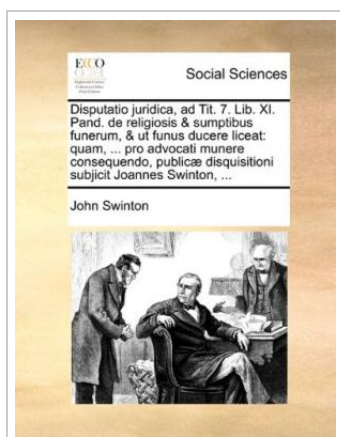 ECCO
Social Sciences
Disputatio juridica, ad Tit. 7. Lib. XI.
Pand. de religiosis & sumptibus
funerum, & ut funus ducere liceat:
quam, ... pro advocati munere
consequendo, publicæ disquisitioni
subjicit Joannes Swinton, ...
John Swinton